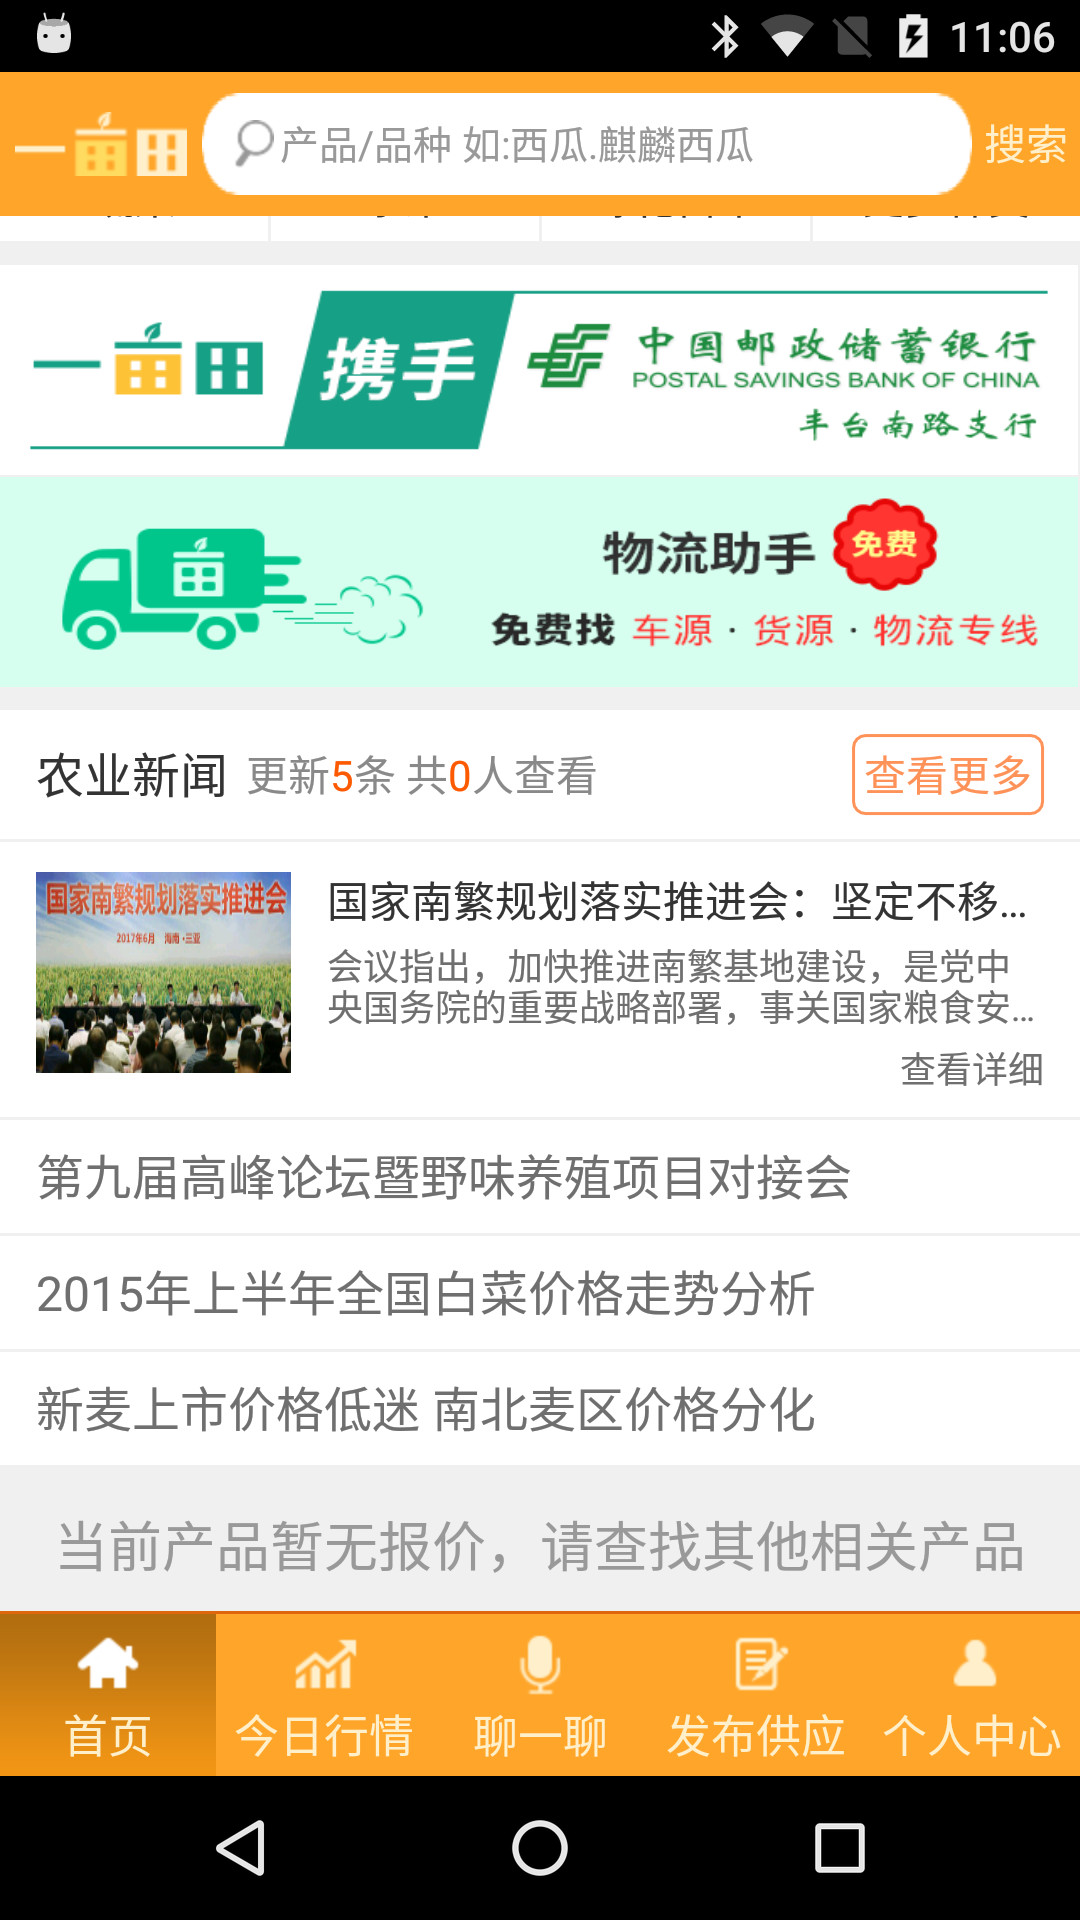 11:06
一亩田
产品/品种 如:西瓜.麒麟西瓜
搜索
一亩田
携手
中国邮政储蓄银行
POSTAL SAVINGS BANK OF CHINA
丰台南路支行
亩
物流助手
免费
免费找 车源 · 货源 · 物流专线
农业新闻 更新5条 共0人查看
查看更多
国家南繁规划落实推进会
2017年6月 海南·三亚
国家南繁规划落实推进会：坚定不移...
会议指出，加快推进南繁基地建设，是党中
央国务院的重要战略部署，事关国家粮食安...
查看详细
第九届高峰论坛暨野味养殖项目对接会
2015年上半年全国白菜价格走势分析
新麦上市价格低迷 南北麦区价格分化
当前产品暂无报价，请查找其他相关产品
首页
今日行情
聊一聊
发布供应
个人中心